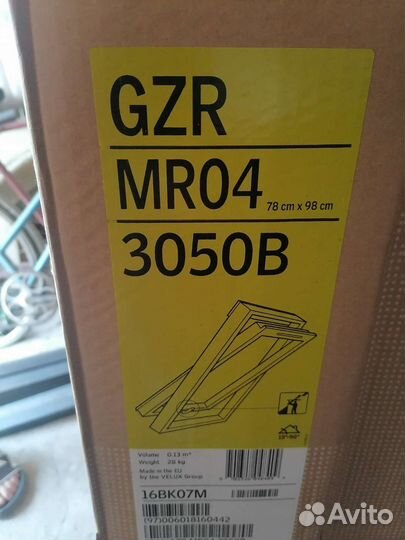 GZR
MR04 78 cm x 98 cm
3050B
15°-90°
Volume 0.13 m³
Weight 28 kg
Made in the EU
by the VELUX Group
16BK07M
(97)006018160442
Avito